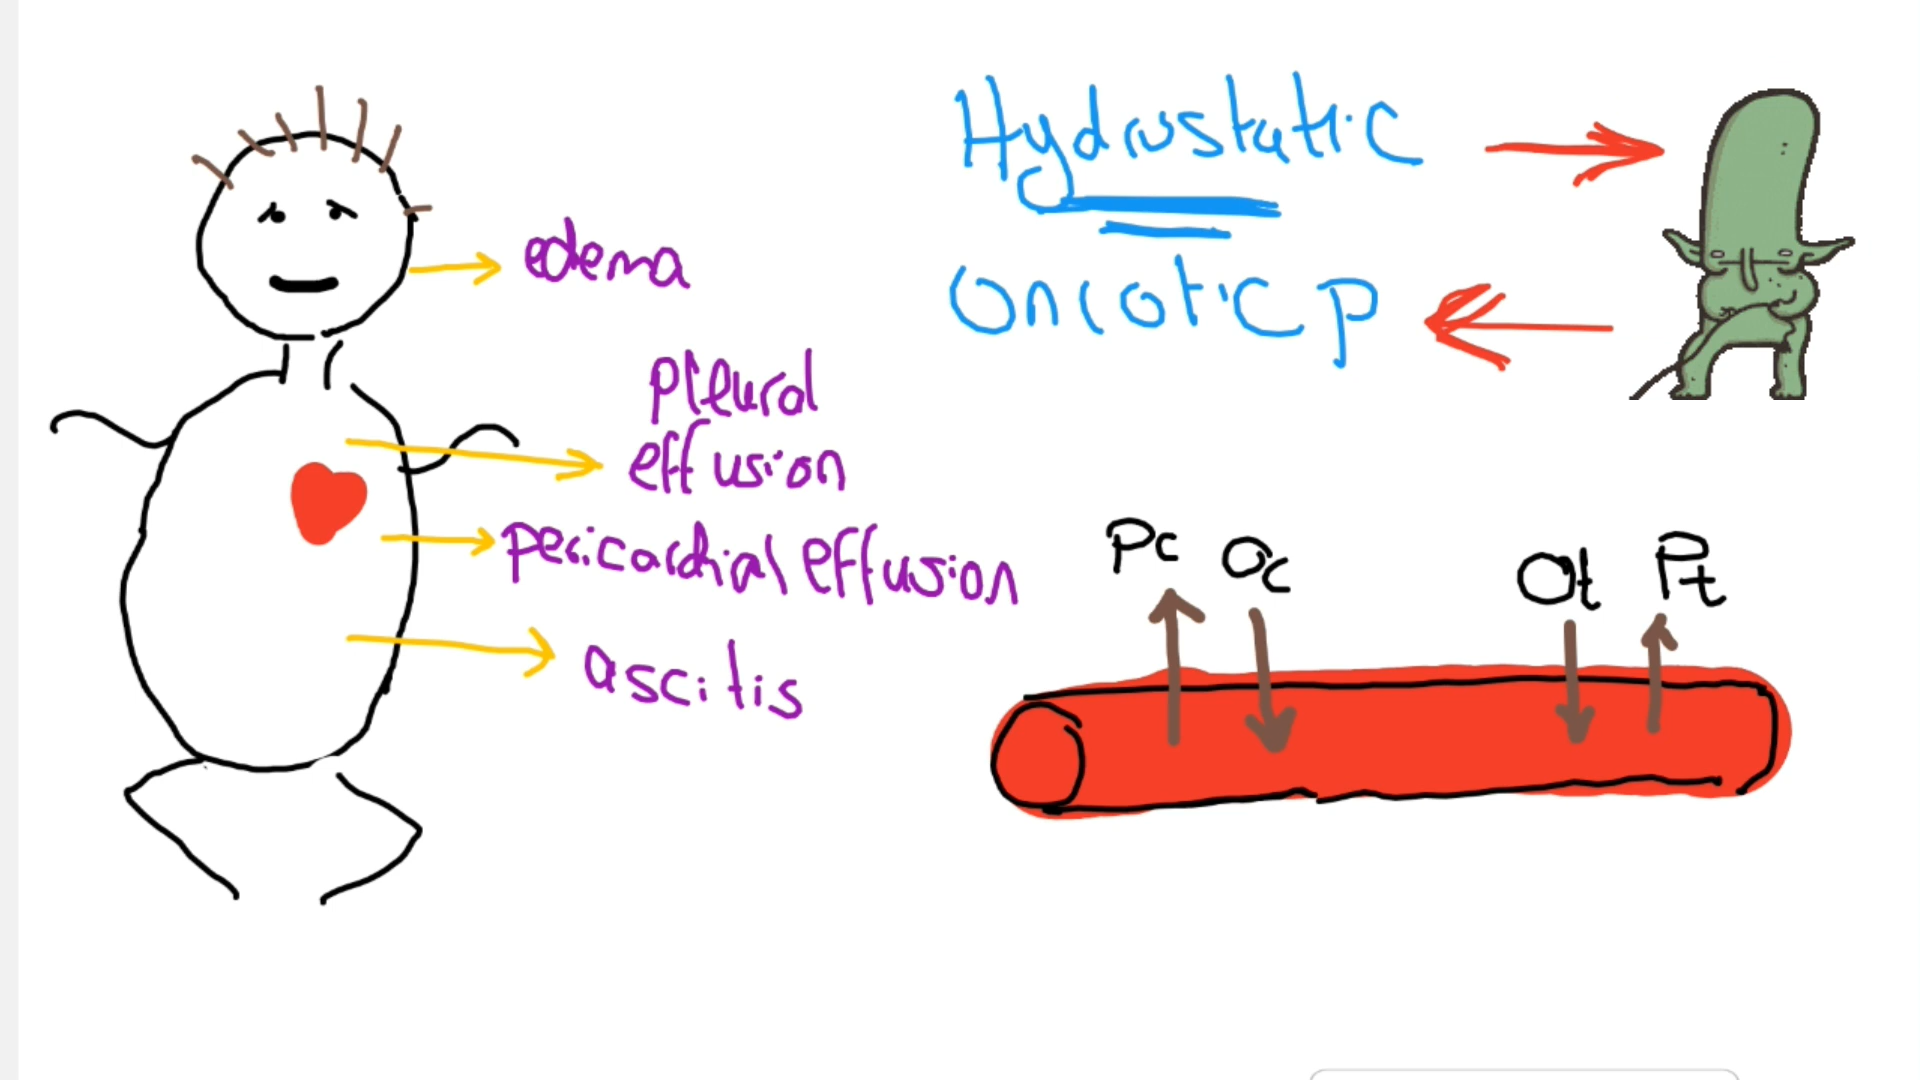 edema
pleural
effusion
pericardial effusion
ascitis
Hydrostatic
oncotic P
Pc Oc Ot Pt